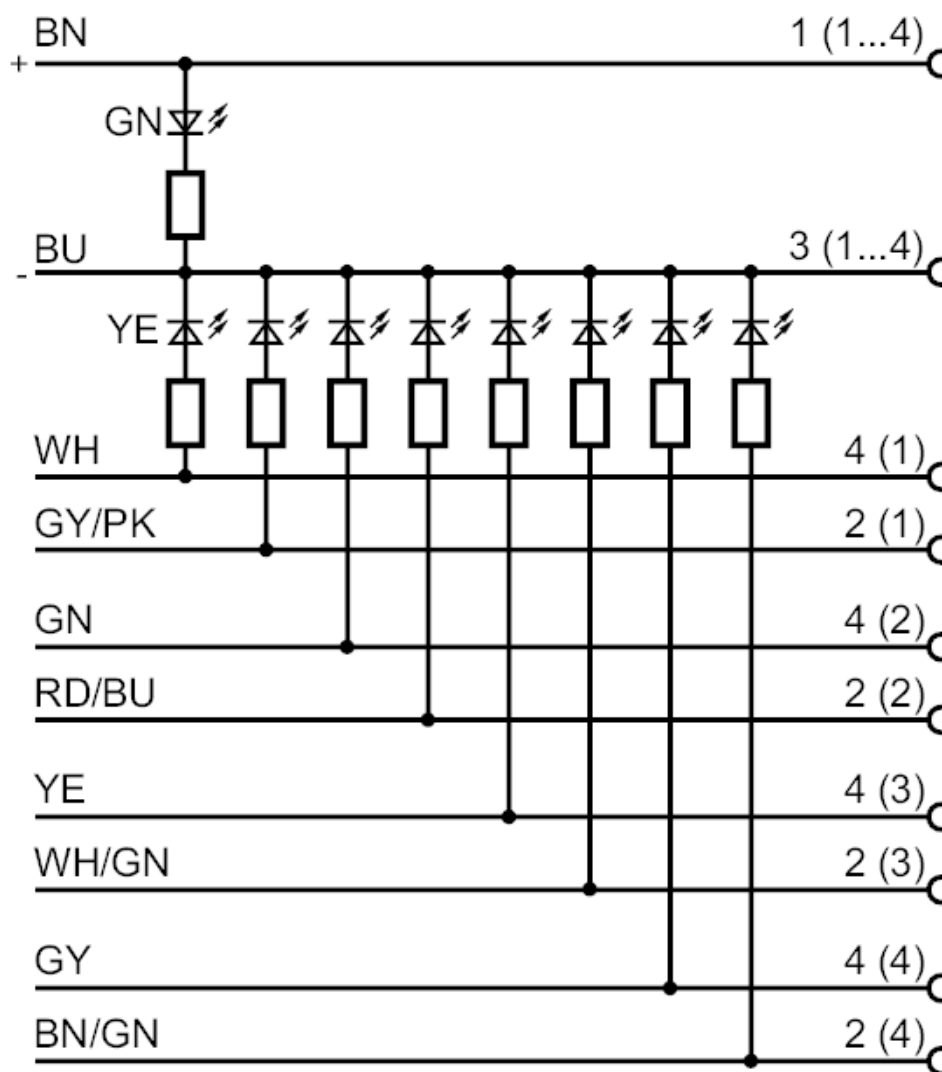 BN 1 (1...4)
+
GN
BU 3 (1...4)
-
YE
WH 4 (1)
GY/PK 2 (1)
GN 4 (2)
RD/BU 2 (2)
YE 4 (3)
WH/GN 2 (3)
GY 4 (4)
BN/GN 2 (4)